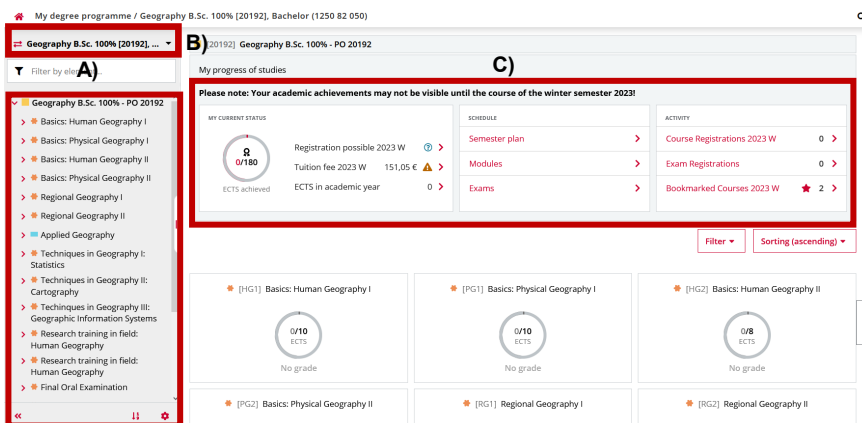 My degree programme / Geography B.Sc. 100% [20192], Bachelor (1250 82 050)
Geography B.Sc. 100% [20192], ...
B)
[20192] Geography B.Sc. 100% - PO 20192
Filter by
A)
My progress of studies
C)
Please note: Your academic achievements may not be visible until the course of the winter semester 2023!
Geography B.Sc. 100% - PO 20192
Basics: Human Geography I
Basics: Physical Geography I
Basics: Human Geography II
Basics: Physical Geography II
Regional Geography I
Regional Geography II
Applied Geography
Techniques in Geography I:
Statistics
Techniques in Geography II:
Cartography
Techinques in Geography III:
Geographic Information Systems
Research training in field:
Human Geography
Research training in field:
Human Geography
Final Oral Examination
MY CURRENT STATUS
0/180
ECTS achieved
Registration possible 2023 W
Tuition fee 2023 W 151,05 €
ECTS in academic year 0
SCHEDULE
Semester plan
Modules
Exams
ACTIVITY
Course Registrations 2023 W 0
Exam Registrations 0
Bookmarked Courses 2023 W 2
Filter
Sorting (ascending)
[HG1] Basics: Human Geography I
0/10
ECTS
No grade
[PG1] Basics: Physical Geography I
0/10
ECTS
No grade
[HG2] Basics: Human Geography II
0/8
ECTS
No grade
[PG2] Basics: Physical Geography II
[RG1] Regional Geography I
[RG2] Regional Geography II